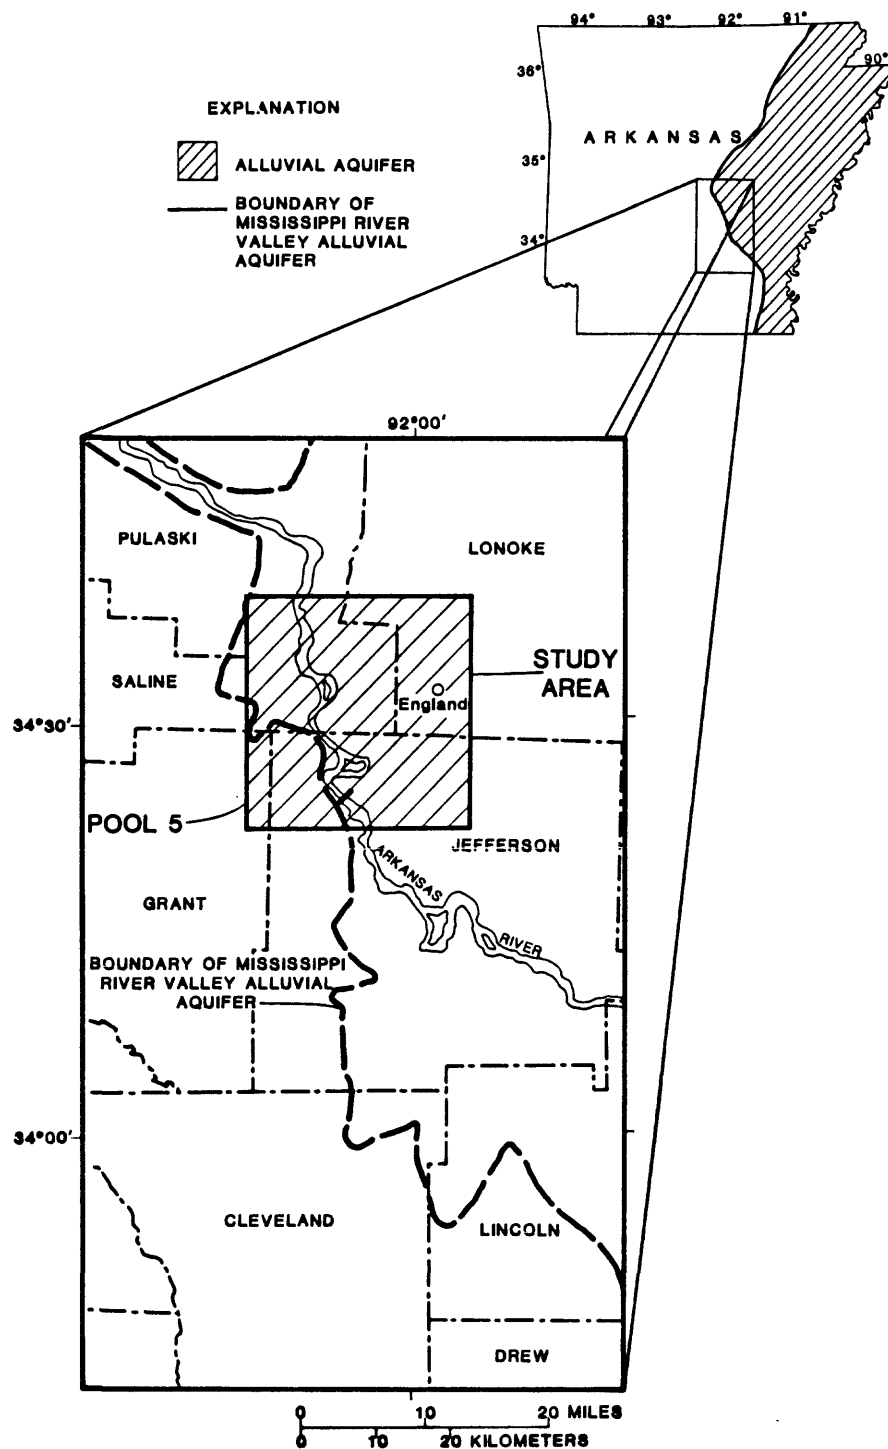 94° 93° 92° 91°
90°
36°
EXPLANATION
ARKANSAS
ALLUVIAL AQUIFER
35°
BOUNDARY OF
MISSISSIPPI RIVER
VALLEY ALLUVIAL
AQUIFER
34°
92°00'
PULASKI
LONOKE
STUDY
AREA
SALINE
England
34°30'
POOL 5
JEFFERSON
ARKANSAS
RIVER
GRANT
BOUNDARY OF MISSISSIPPI
RIVER VALLEY ALLUVIAL
AQUIFER
34°00'
CLEVELAND
LINCOLN
DREW
0 10 20 MILES
0 10 20 KILOMETERS